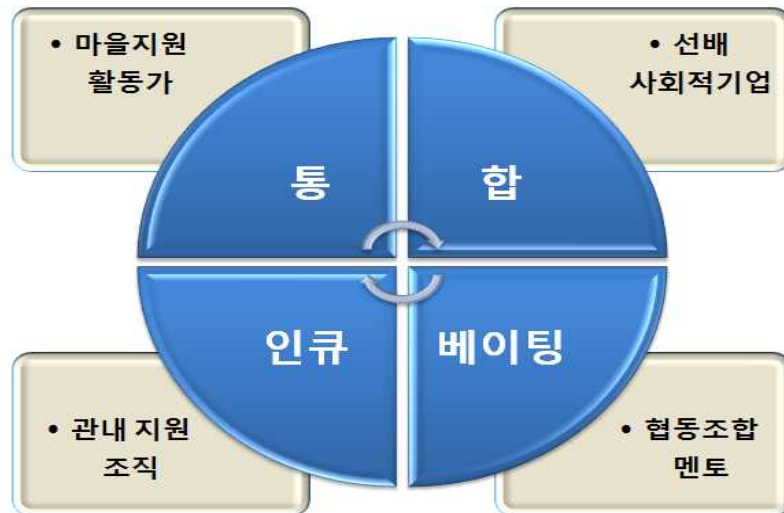 • 마을지원
활동가
• 선배
사회적기업
통
합
인큐
베이팅
• 관내 지원
조직
• 협동조합
멘토